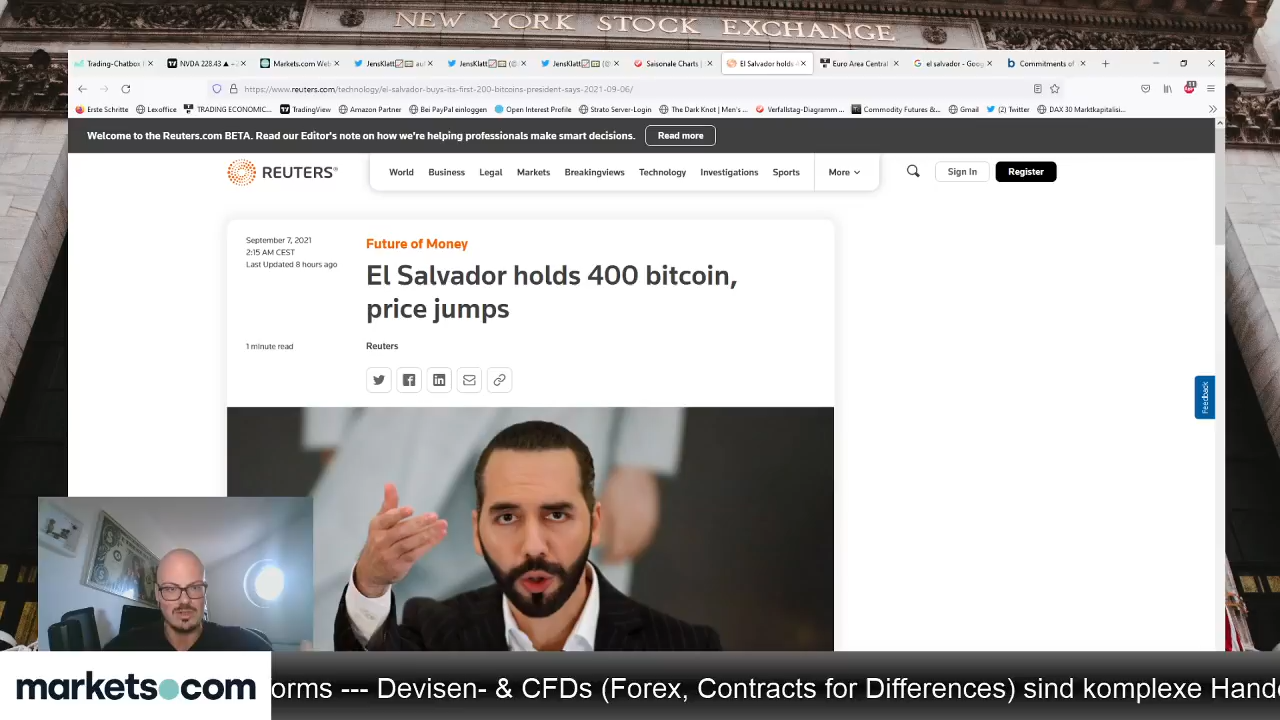 NEW YORK STOCK EXCHANGE
Trading-Chatbox
NVDA 228.43 ▲
Markets.com Web
JensKlatt
JensKlatt
JensKlatt
Saisonale Charts |
El Salvador holds
Euro Area Central
el salvador - Goog
Commitments of
https://www.reuters.com/technology/el-salvador-buys-its-first-200-bitcoins-president-says-2021-09-06/
Erste Schritte
Lexoffice
TRADING ECONOMIC...
TradingView
Amazon Partner
Bei PayPal einloggen
Open Interest Profile
Strato Server-Login
The Dark Knot | Men's ...
Verfallstag-Diagramm ...
Commodity Futures &...
Gmail
(2) Twitter
DAX 30 Marktkapitalisi...
Welcome to the Reuters.com BETA. Read our Editor's note on how we're helping professionals make smart decisions.
Read more
REUTERS
World
Business
Legal
Markets
Breakingviews
Technology
Investigations
Sports
More
Sign In
Register
September 7, 2021
2:15 AM CEST
Last Updated 8 hours ago
Future of Money
El Salvador holds 400 bitcoin,
price jumps
1 minute read
Reuters
Feedback
markets.com
orms --- Devisen- & CFDs (Forex, Contracts for Differences) sind komplexe Hand